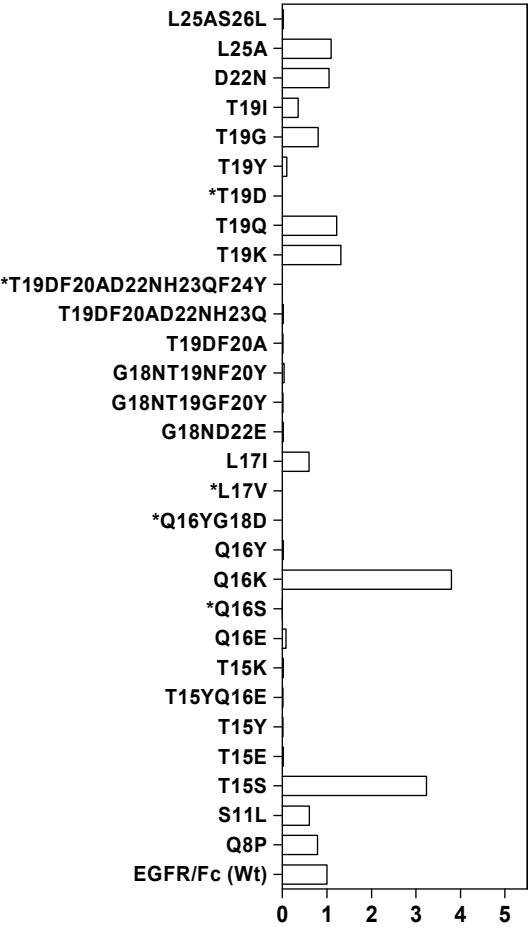 L25AS26L
L25A
D22N
T19I
T19G
T19Y
*T19D
T19Q
T19K
*T19DF20AD22NH23QF24Y
T19DF20AD22NH23Q
T19DF20A
G18NT19NF20Y
G18NT19GF20Y
G18ND22E
L17I
*L17V
*Q16YG18D
Q16Y
Q16K
*Q16S
Q16E
T15K
T15YQ16E
T15Y
T15E
T15S
S11L
Q8P
EGFR/Fc (Wt)
0 1 2 3 4 5